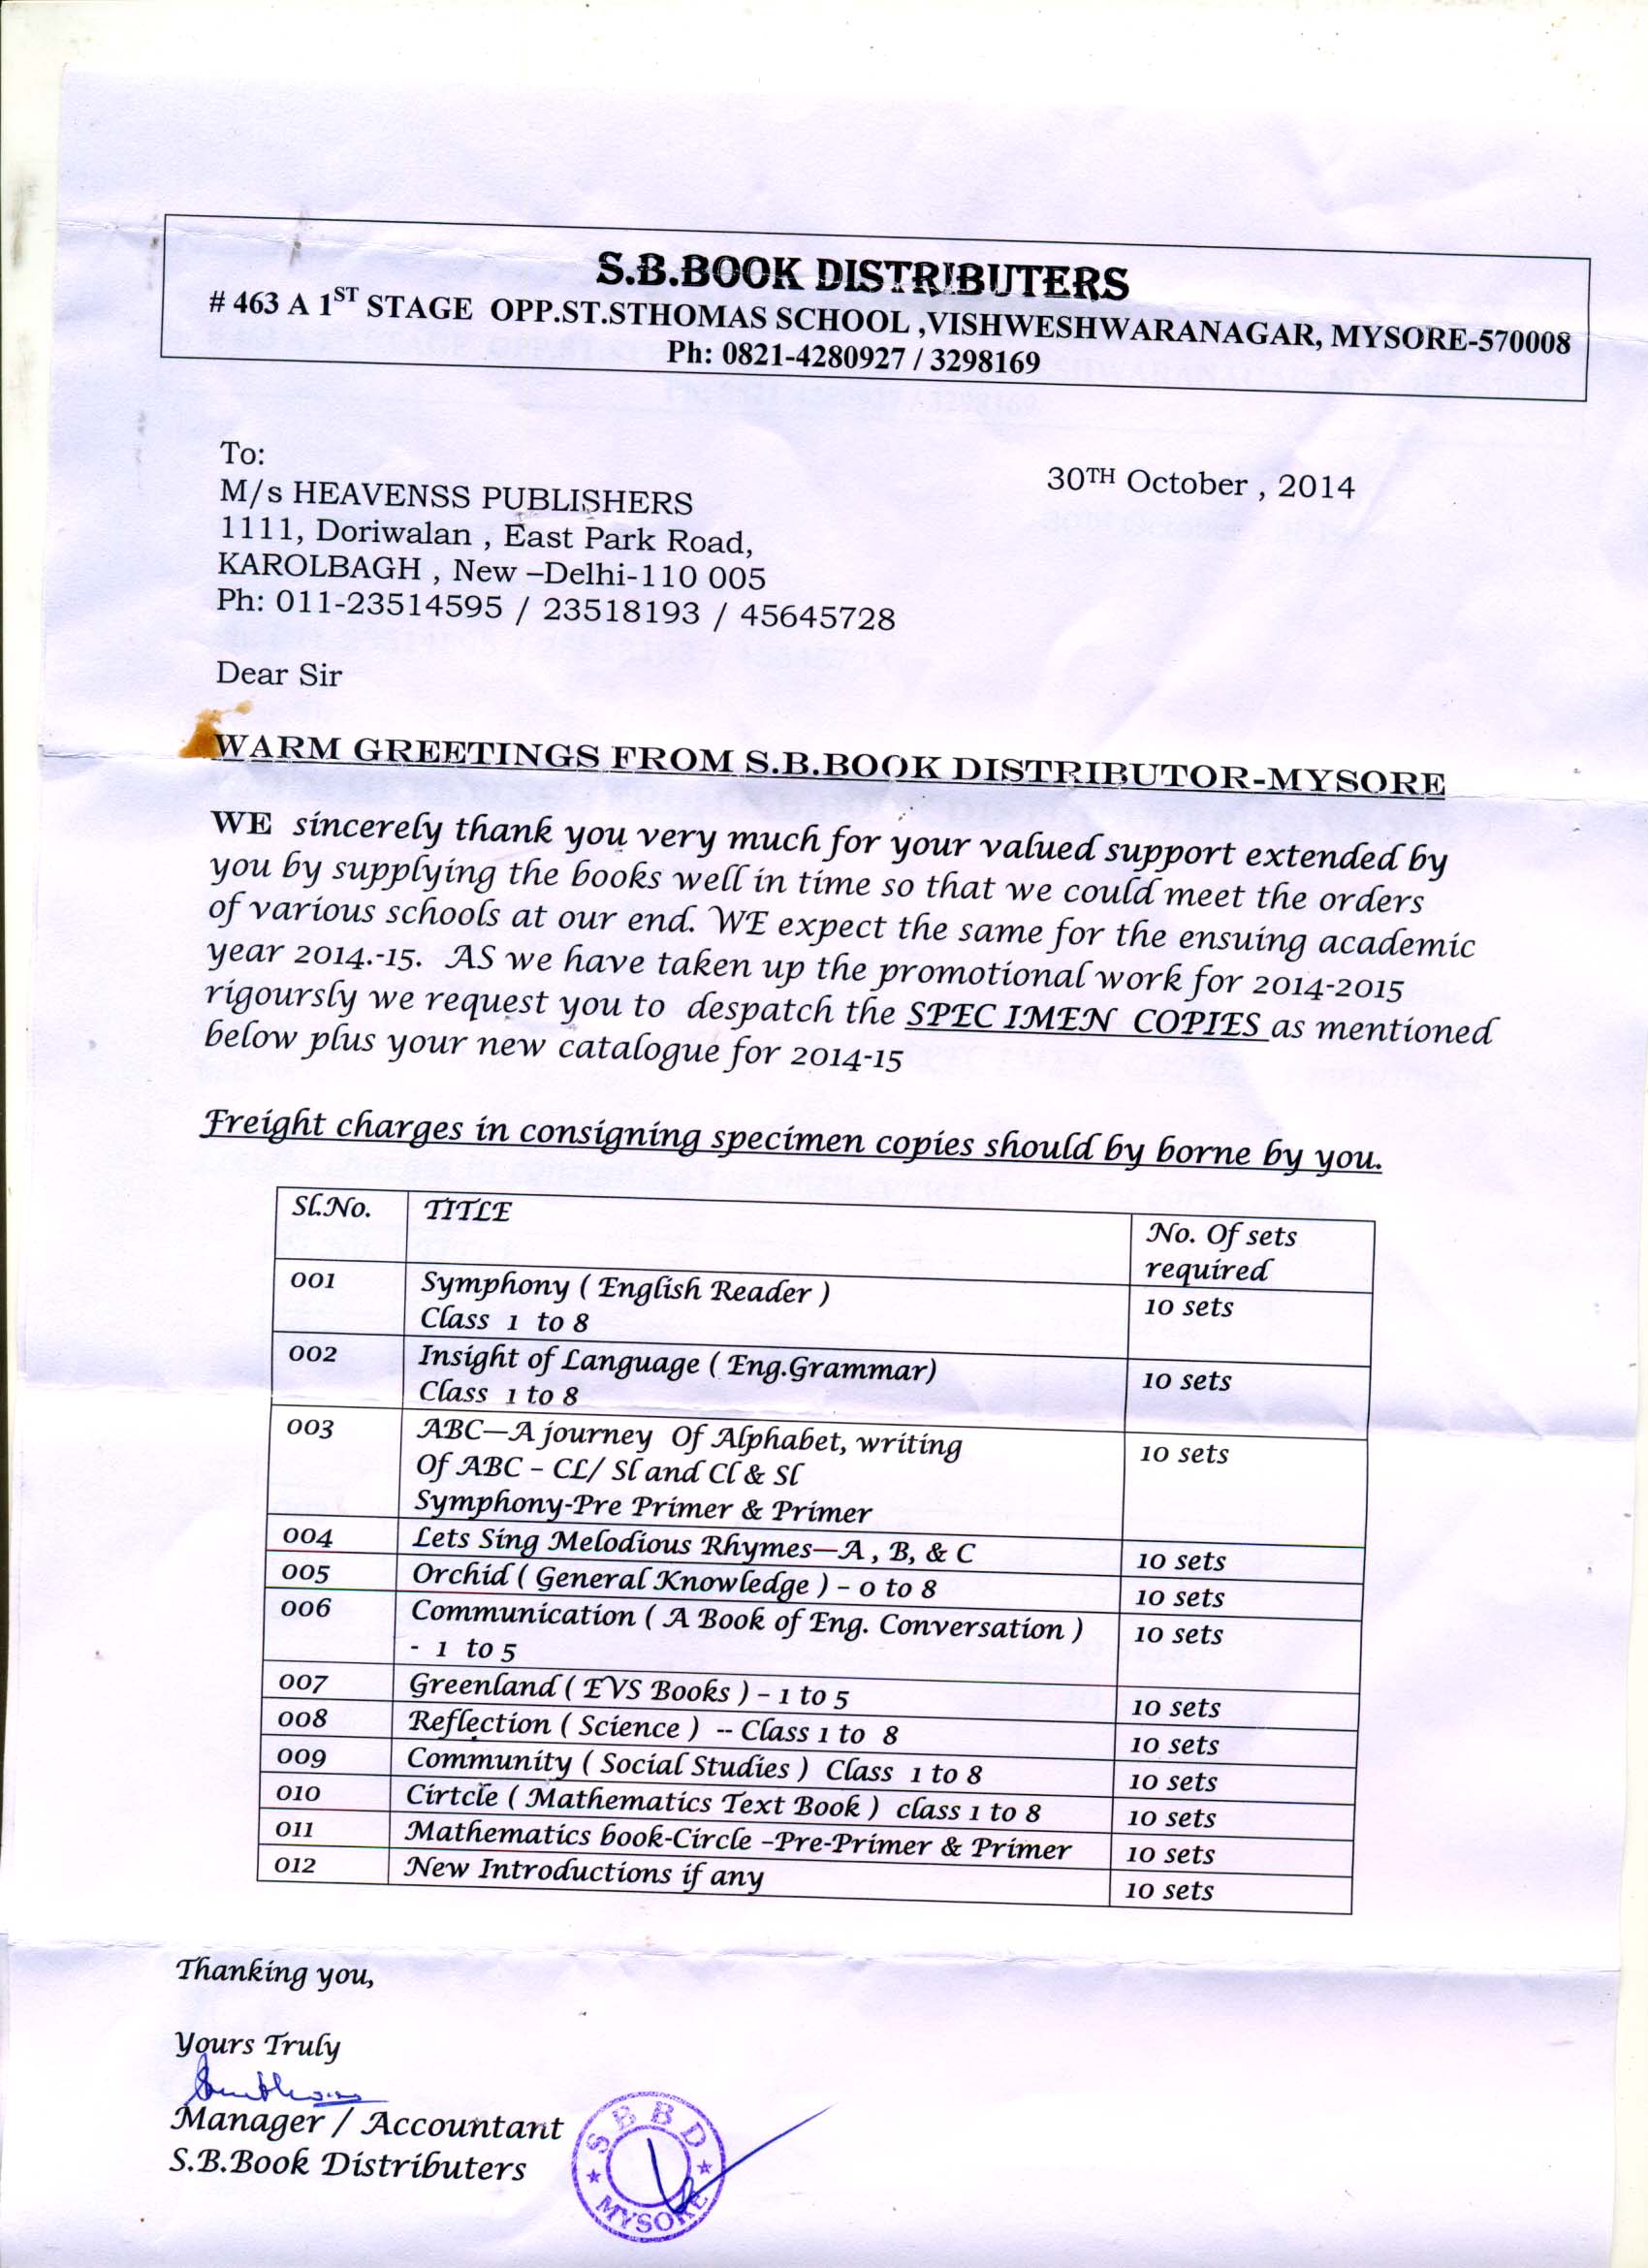 S.B.BOOK DISTRIBUTERS
# 463 A 1ST STAGE OPP.ST.STHOMAS SCHOOL ,VISHWESHWARANAGAR, MYSORE-570008
Ph: 0821-4280927 / 3298169
To:
30TH October , 2014
M/s HEAVENSS PUBLISHERS
1111, Doriwalan , East Park Road,
KAROLBAGH , New –Delhi-110 005
Ph: 011-23514595 / 23518193 / 45645728
Dear Sir
WARM GREETINGS FROM S.B.BOOK DISTRIBUTOR-MYSORE
WE sincerely thank you very much for your valued support extended by
you by supplying the books well in time so that we could meet the orders
of various schools at our end. WE expect the same for the ensuing academic
year 2014.-15. AS we have taken up the promotional work for 2014-2015
rigoursly we request you to despatch the SPEC IMEN COPIES as mentioned
below plus your new catalogue for 2014-15
Freight charges in consigning specimen copies should by borne by you.
Sl.No. TITLE No. Of sets
required
001 Symphony ( English Reader ) 10 sets
Class 1 to 8
002 Insight of Language ( Eng.Grammar) 10 sets
Class 1 to 8
003 ABC—A journey Of Alphabet, writing 10 sets
Of ABC – CL/ Sl and Cl & Sl
Symphony-Pre Primer & Primer
004 Lets Sing Melodious Rhymes—A , B, & C 10 sets
005 Orchid ( General Knowledge ) – 0 to 8 10 sets
006 Communication ( A Book of Eng. Conversation ) 10 sets
- 1 to 5
007 Greenland ( EVS Books ) – 1 to 5 10 sets
008 Reflection ( Science ) -- Class 1 to 8 10 sets
009 Community ( Social Studies ) Class 1 to 8 10 sets
010 Cirtcle ( Mathematics Text Book ) class 1 to 8 10 sets
011 Mathematics book-Circle –Pre-Primer & Primer 10 sets
012 New Introductions if any 10 sets
Thanking you,
Yours Truly
Manager / Accountant
S.B.Book Distributers
SBBD
MYSORE